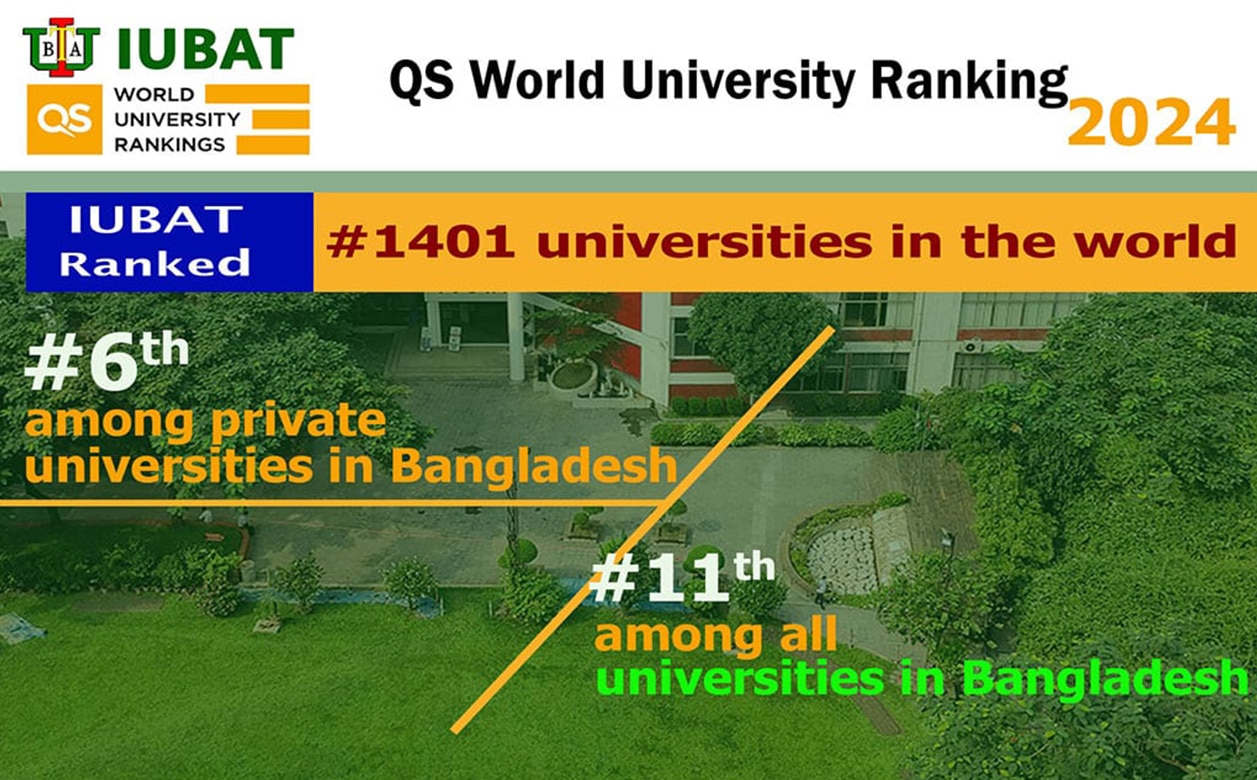 IUBAT
QS
WORLD
UNIVERSITY
RANKINGS
QS World University Ranking
2024
IUBAT
Ranked
#1401 universities in the world
#6th
among private
universities in Bangladesh
#11th
among all
universities in Bangladesh